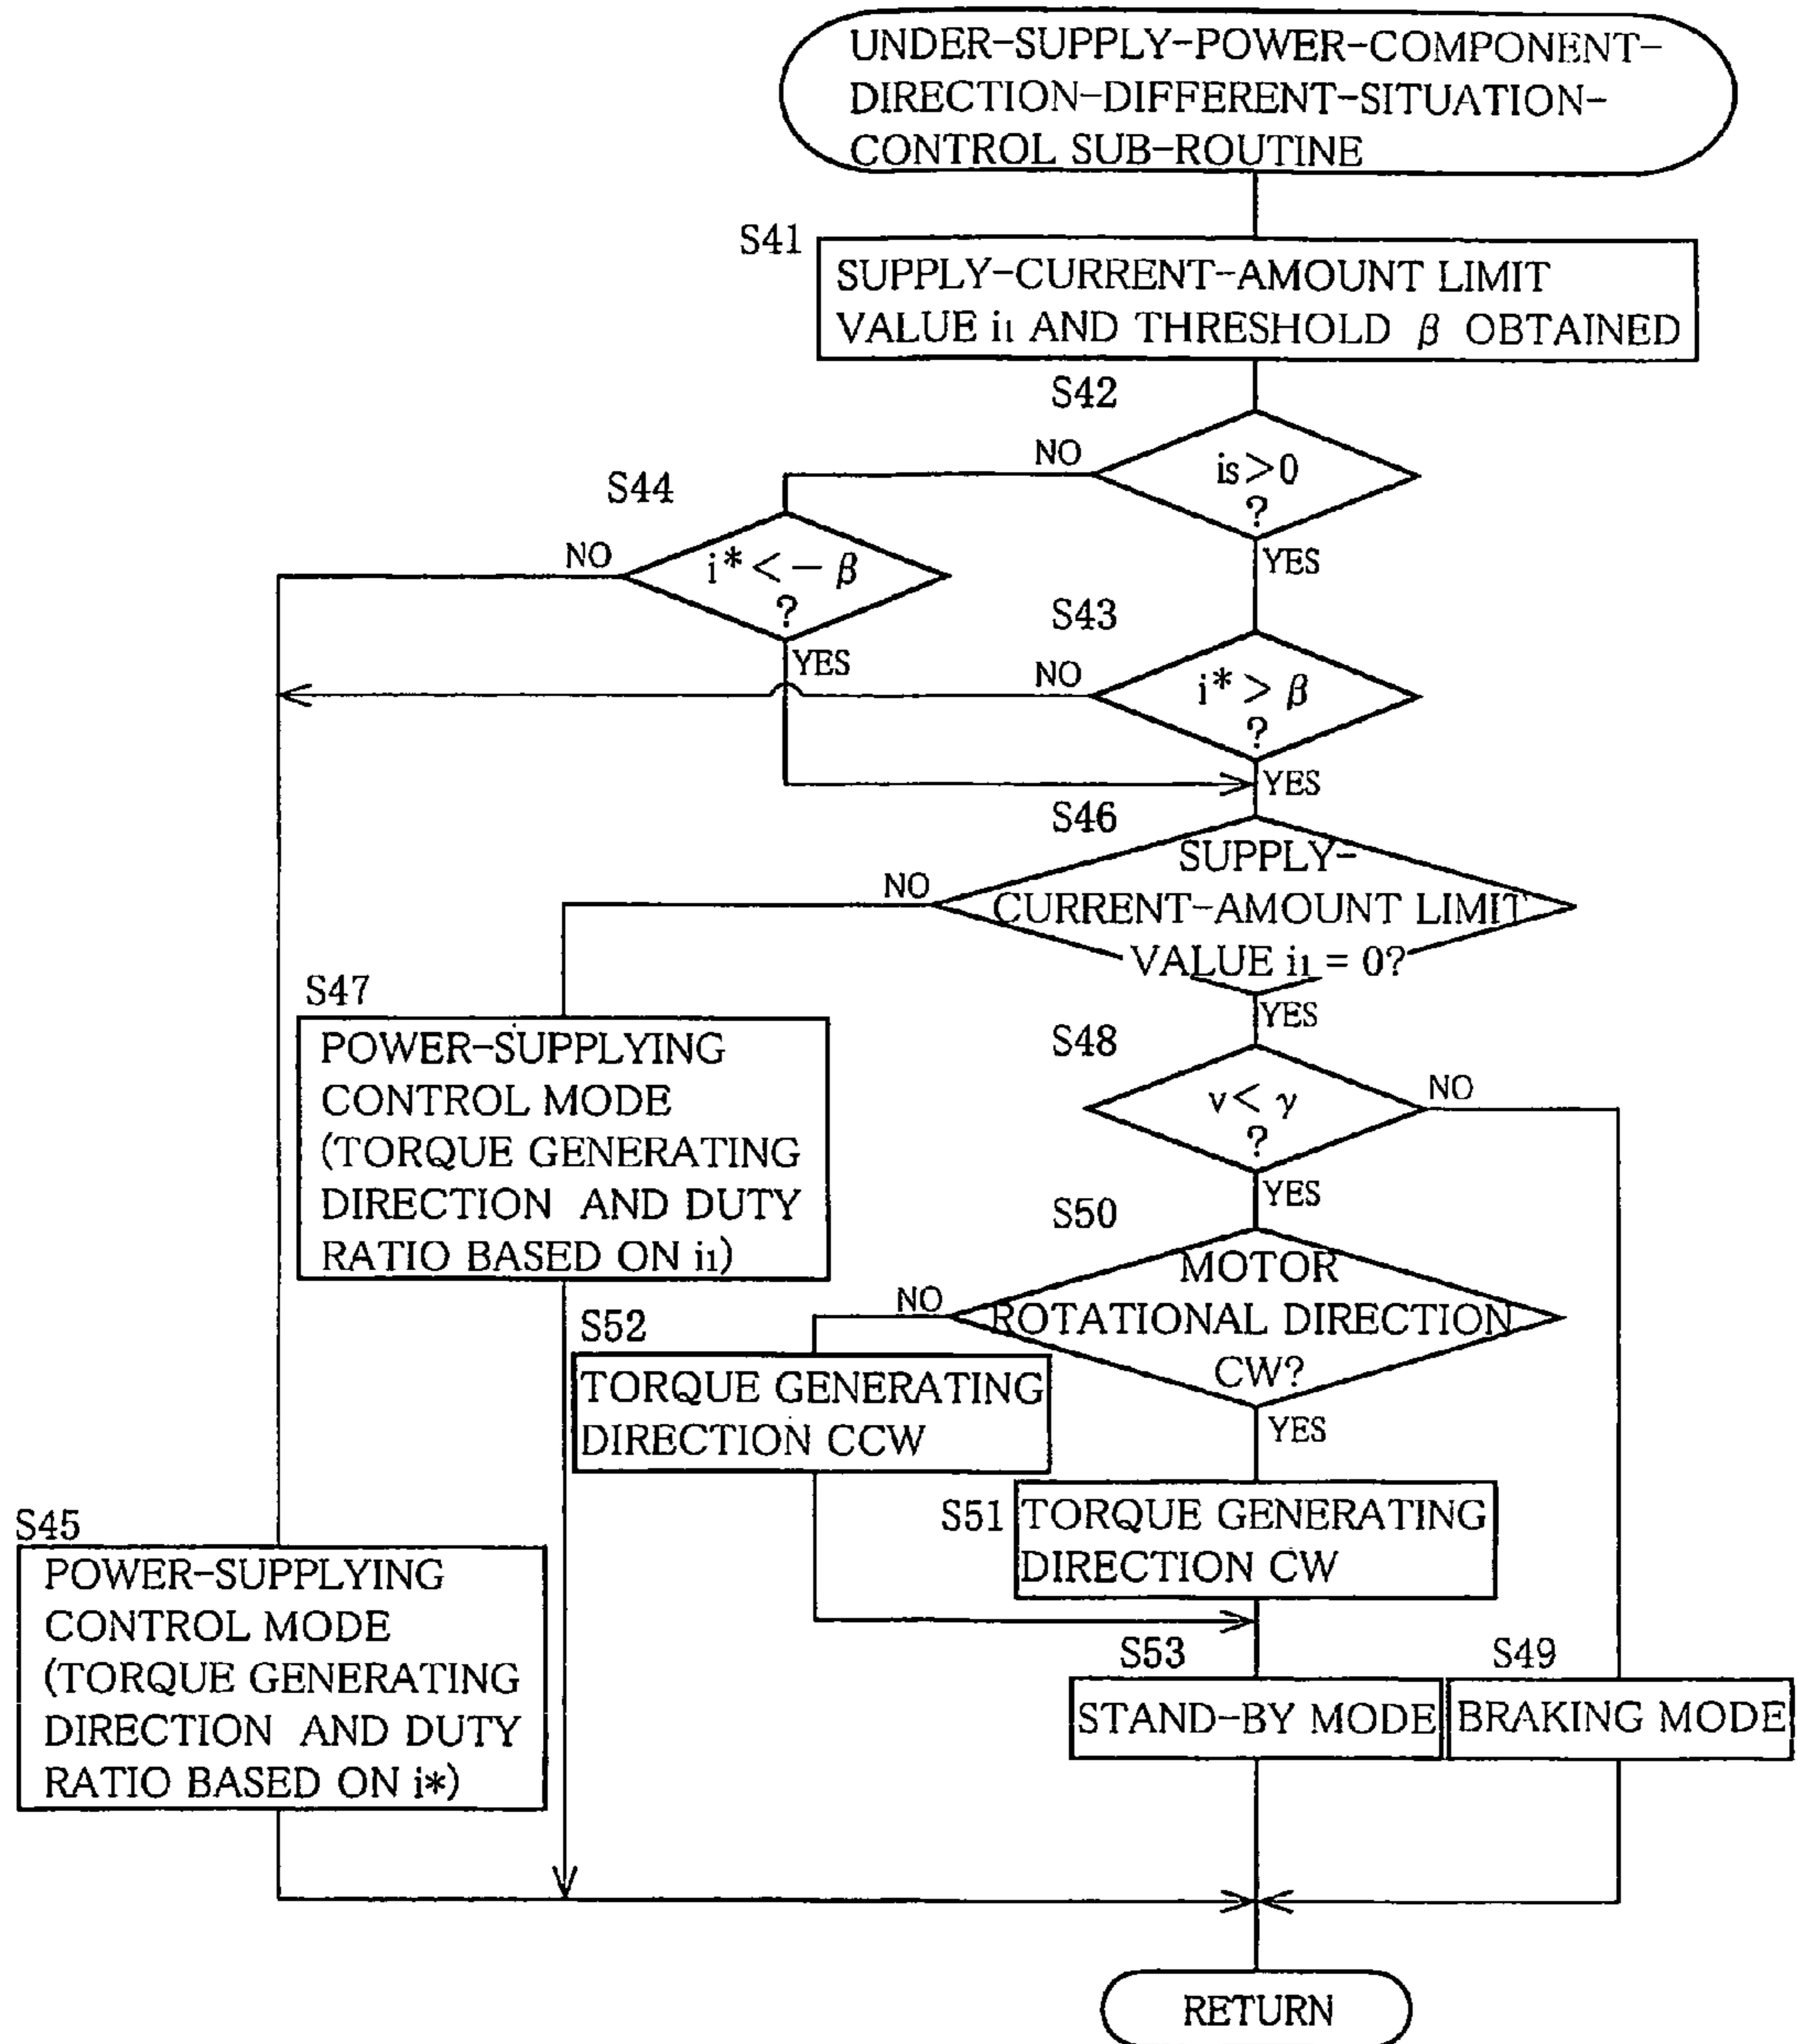 UNDER-SUPPLY-POWER-COMPONENT-
DIRECTION-DIFFERENT-SITUATION-
CONTROL SUB-ROUTINE
S41
SUPPLY-CURRENT-AMOUNT LIMIT
VALUE iı AND THRESHOLD β OBTAINED
S42
is>0
?
NO
YES
S44
i*<-β
?
NO
YES
S43
i*>β
?
NO
YES
S46
SUPPLY-
CURRENT-AMOUNT LIMIT
VALUE iı = 0?
NO
YES
S47
POWER-SUPPLYING
CONTROL MODE
(TORQUE GENERATING
DIRECTION AND DUTY
RATIO BASED ON iı)
S48
v<γ
?
NO
YES
S50
MOTOR
ROTATIONAL DIRECTION
CW?
NO
YES
S52
TORQUE GENERATING
DIRECTION CCW
S51
TORQUE GENERATING
DIRECTION CW
S45
POWER-SUPPLYING
CONTROL MODE
(TORQUE GENERATING
DIRECTION AND DUTY
RATIO BASED ON i*)
S53
STAND-BY MODE
S49
BRAKING MODE
RETURN